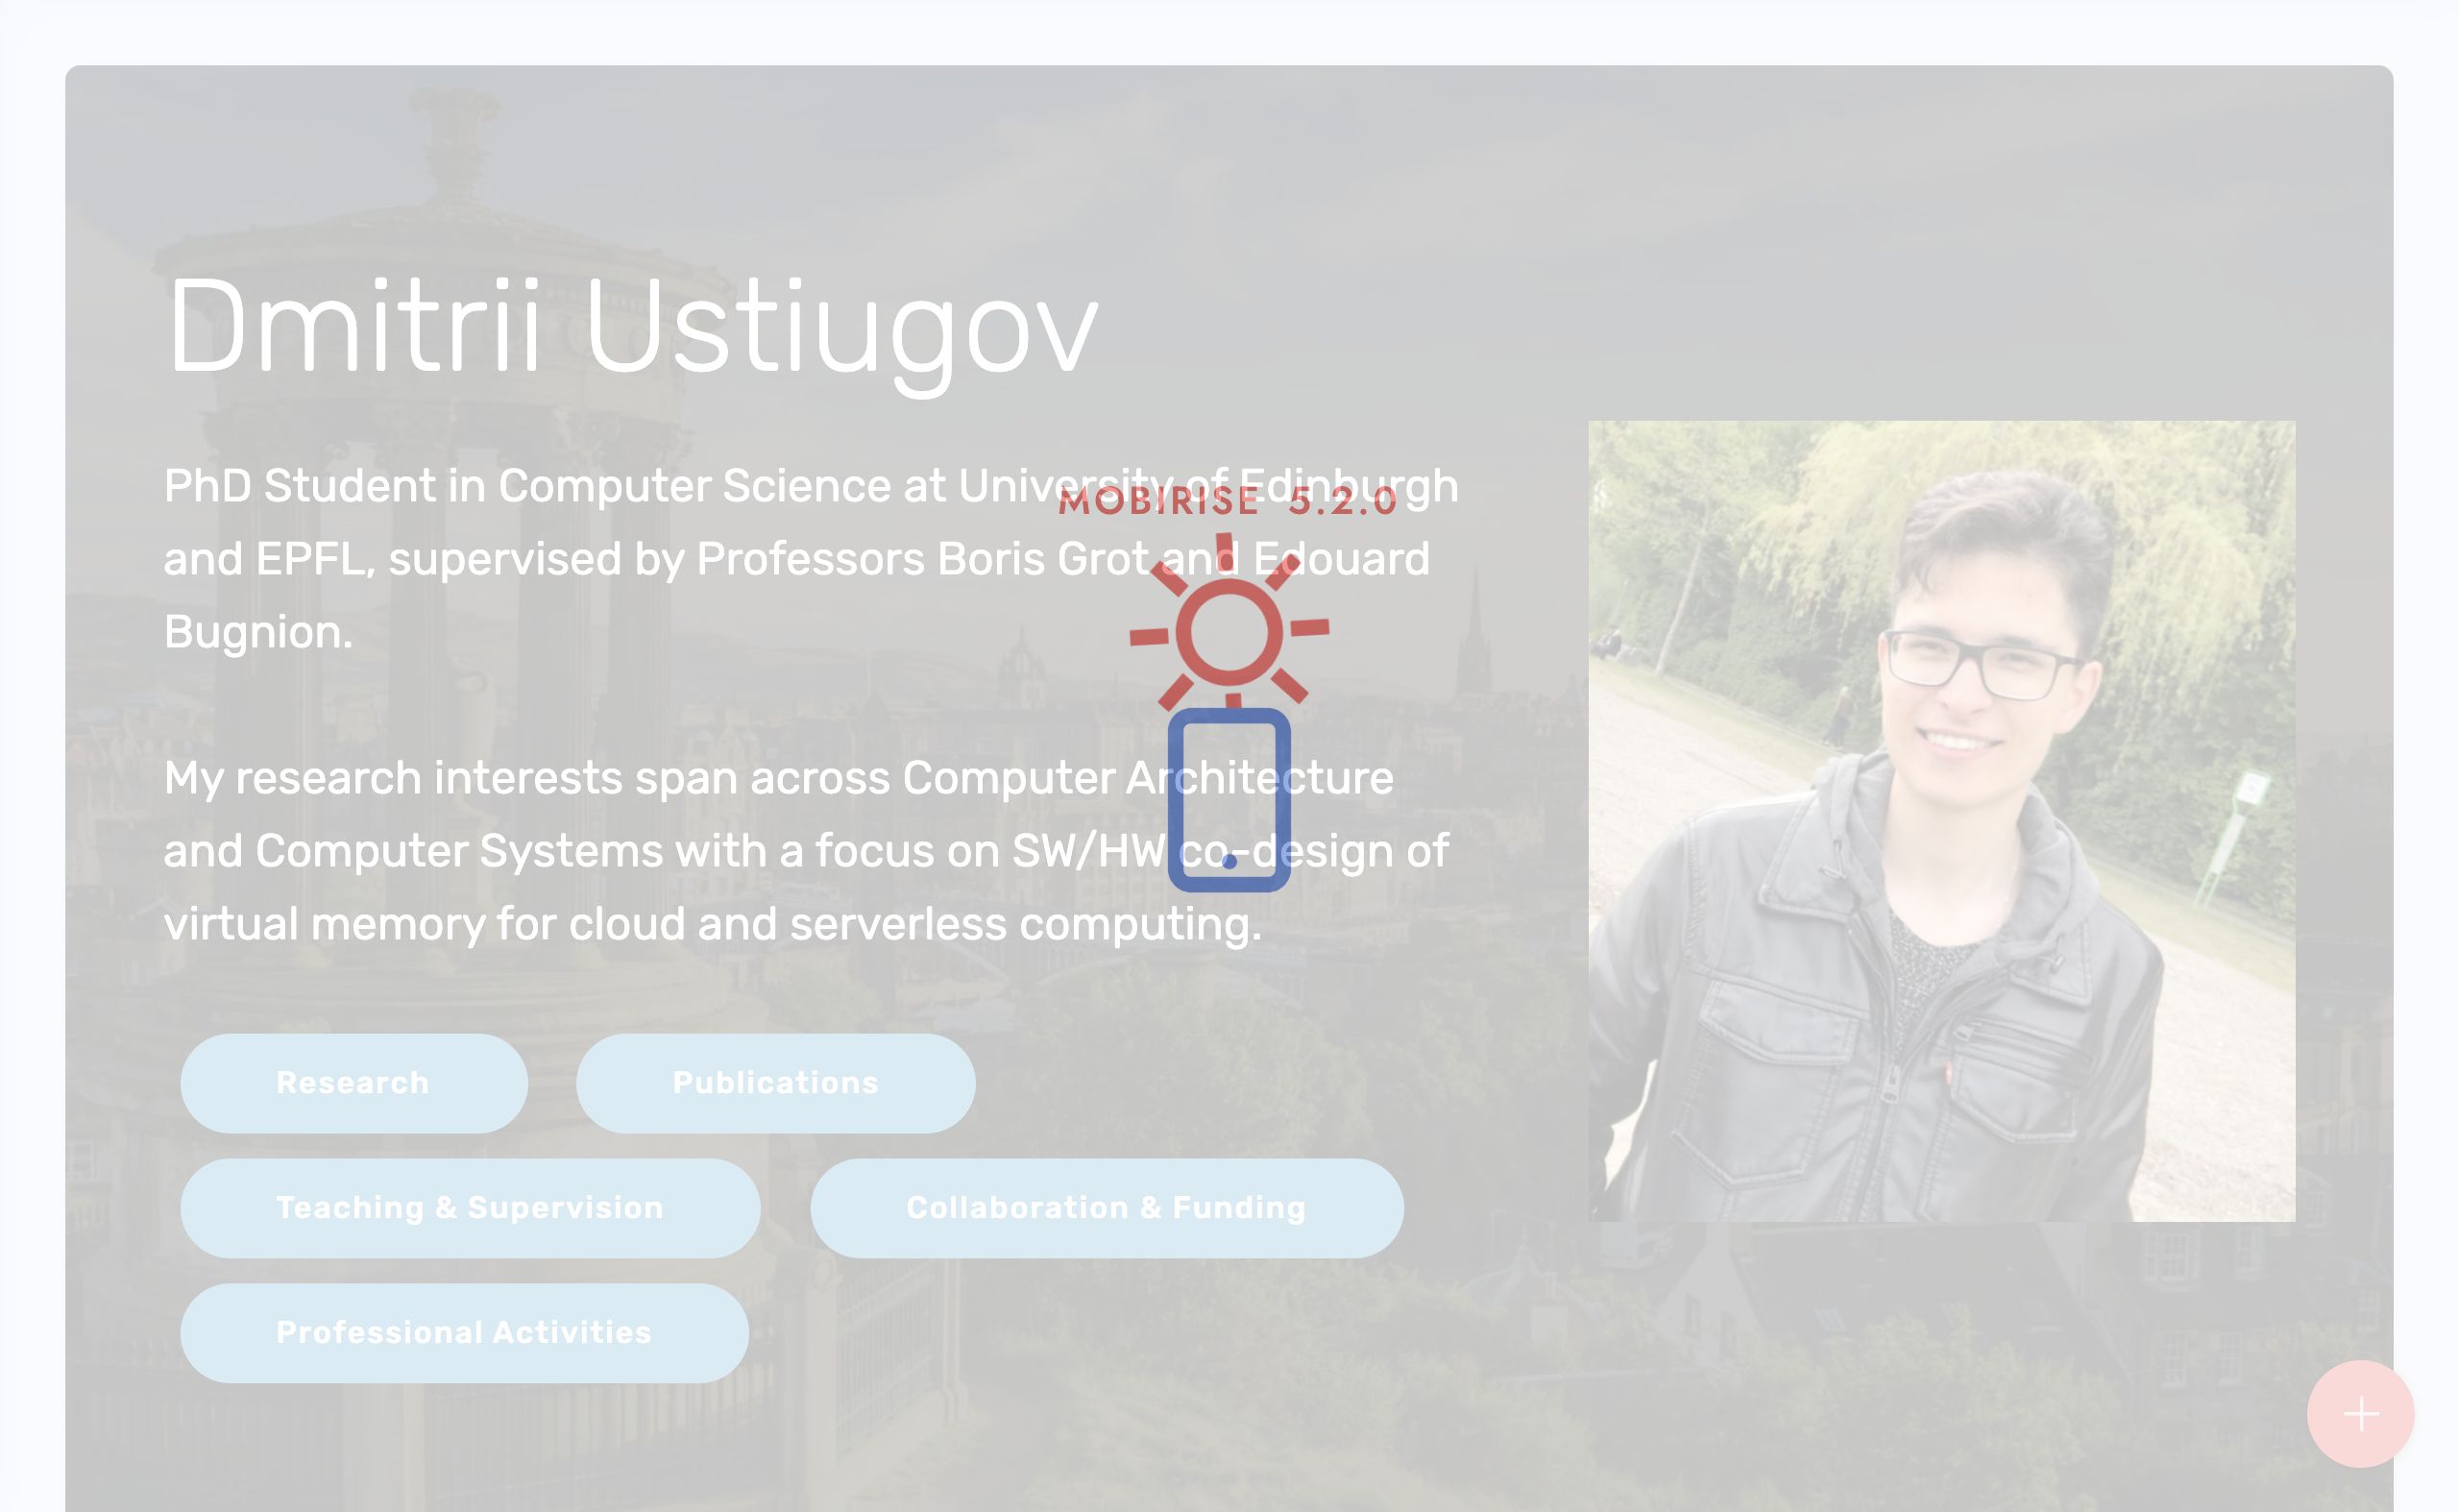 Dmitrii Ustiugov
PhD Student in Computer Science at University of Edinburgh
and EPFL, supervised by Professors Boris Grot and Edouard
Bugnion.
MOBIRISE 5.2.0
My research interests span across Computer Architecture
and Computer Systems with a focus on SW/HW co-design of
virtual memory for cloud and serverless computing.
Research
Publications
Teaching & Supervision
Collaboration & Funding
Professional Activities